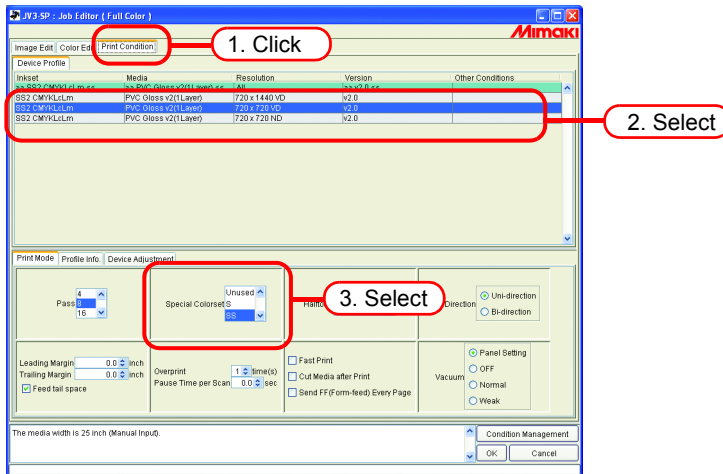 JV3-SP : Job Editor ( Full Color )
Mimaki
Image Edit Color Edi Print Condition
1. Click
Device Profile
Inkset Media Resolution Version Other Conditions
>> SS2 CMYKLcLm << >> PVC Gloss v2(1Layer) << All >> v2.0 <<
SS2 CMYKLcLm PVC Gloss v2(1Layer) 720 x 1440 VD v2.0
SS2 CMYKLcLm PVC Gloss v2(1Layer) 720 x 720 VD v2.0
SS2 CMYKLcLm PVC Gloss v2(1Layer) 720 x 720 ND v2.0
2. Select
Print Mode Profile Info. Device Adjustment
Pass 4
8
16
Special Colorset Unused
S
SS
3. Select
Direction Uni-direction
Bi-direction
Leading Margin 0.0 inch
Trailing Margin 0.0 inch
Feed tail space
Overprint 1 time(s)
Pause Time per Scan 0.0 sec
Fast Print
Cut Media after Print
Send FF(Form-feed) Every Page
Vacuum Panel Setting
OFF
Normal
Weak
The media width is 25 inch (Manual Input).
Condition Management
OK Cancel